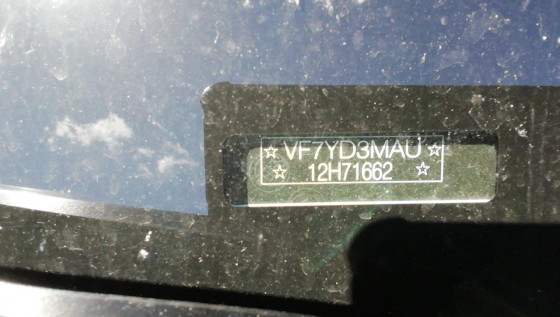 ☆ VF7YD3MAU ☆
☆ 12H71662 ☆